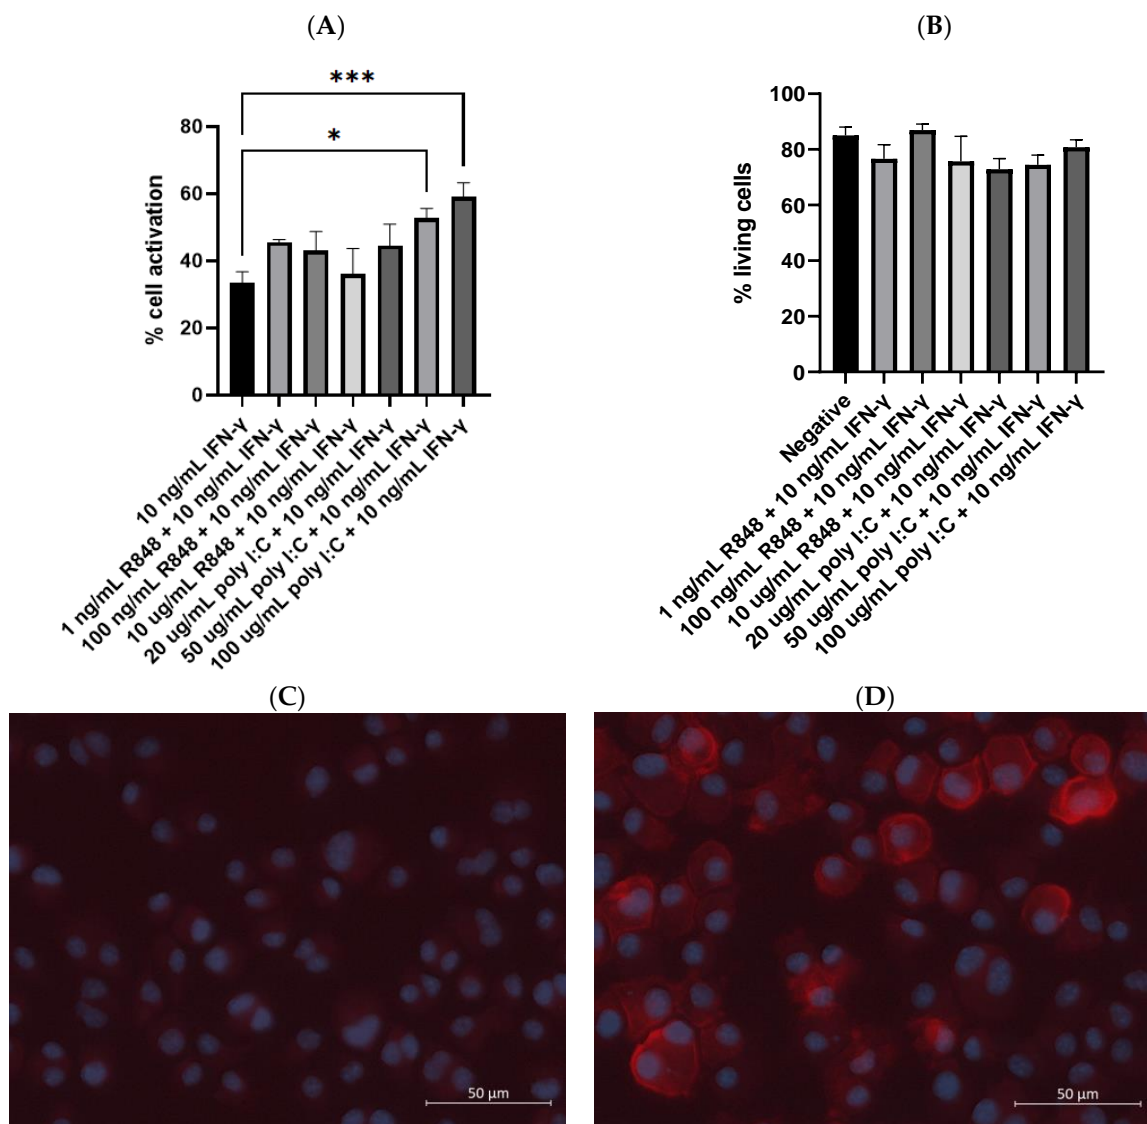 (A)
***
*
80
60
40
20
0
% cell activation
10 ng/mL IFN-γ
1 ng/mL R848 + 10 ng/mL IFN-γ
100 ng/mL R848 + 10 ng/mL IFN-γ
10 ug/mL R848 + 10 ng/mL IFN-γ
20 ug/mL poly I:C + 10 ng/mL IFN-γ
50 ug/mL poly I:C + 10 ng/mL IFN-γ
100 ug/mL poly I:C + 10 ng/mL IFN-γ
(B)
100
80
60
40
20
0
% living cells
Negative
1 ng/mL R848 + 10 ng/mL IFN-γ
100 ng/mL R848 + 10 ng/mL IFN-γ
10 ug/mL R848 + 10 ng/mL IFN-γ
20 ug/mL poly I:C + 10 ng/mL IFN-γ
50 ug/mL poly I:C + 10 ng/mL IFN-γ
100 ug/mL poly I:C + 10 ng/mL IFN-γ
(C)
50 µm
(D)
50 µm